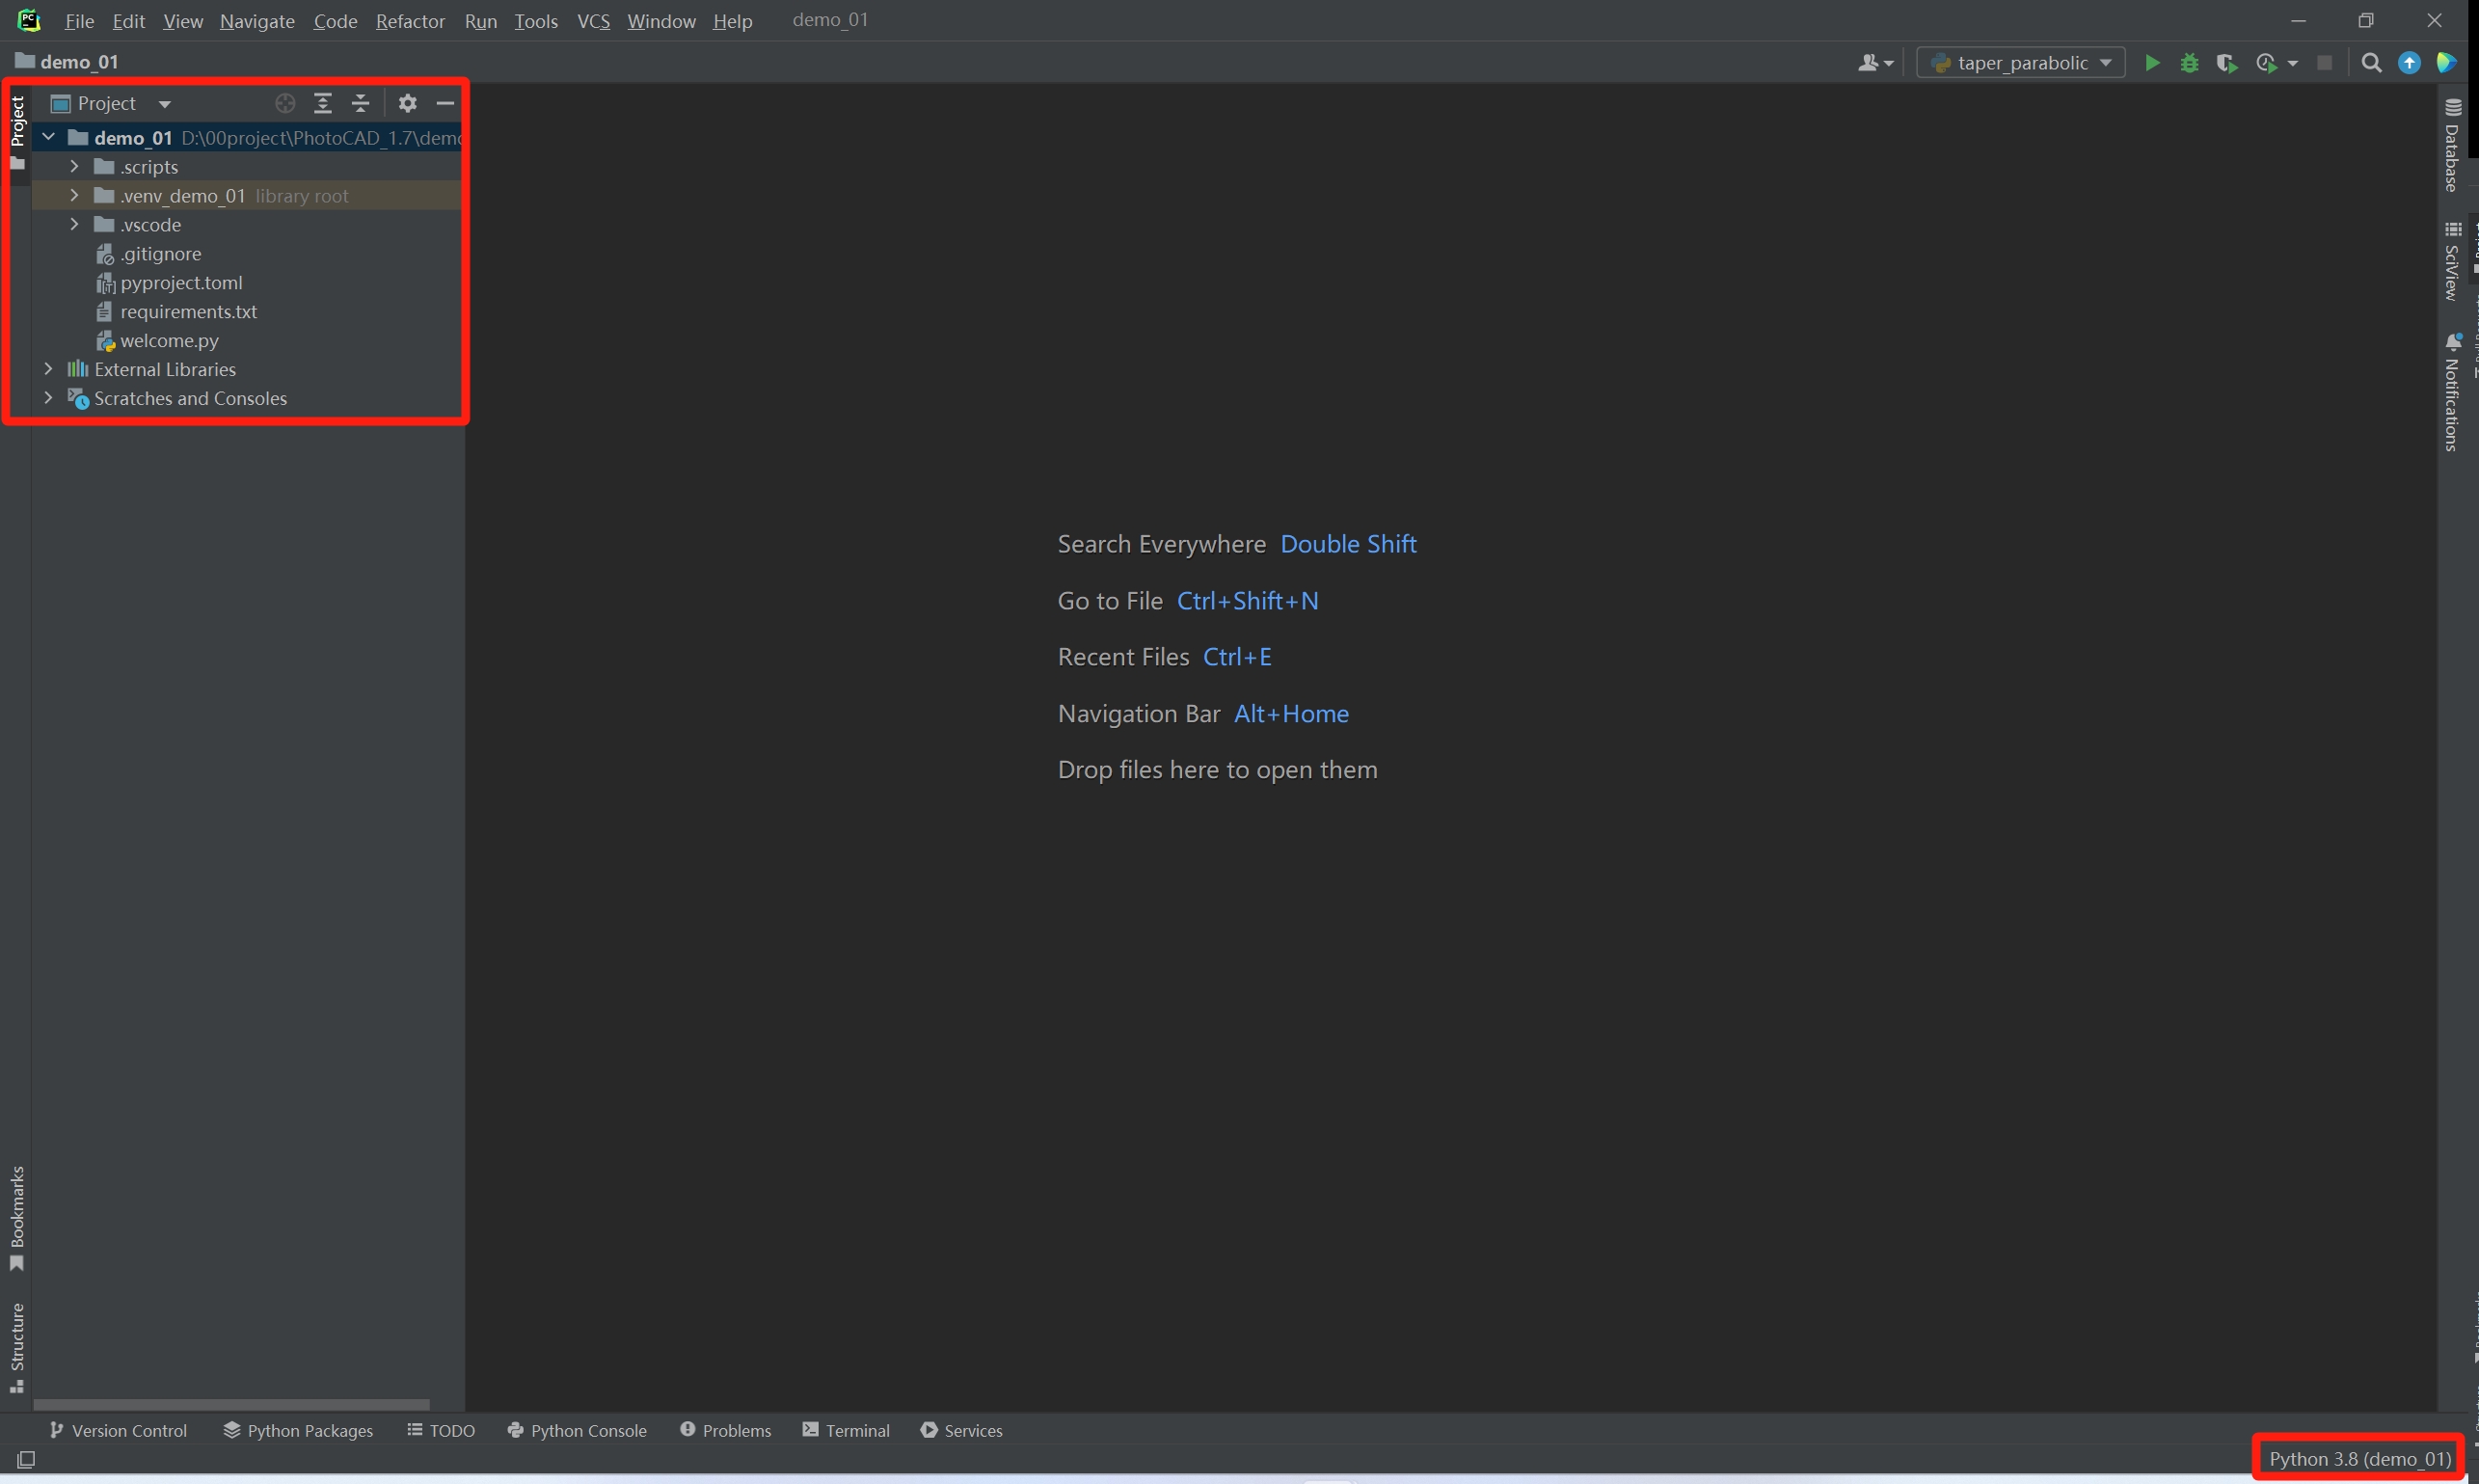 PC File Edit View Navigate Code Refactor Run Tools VCS Window Help demo_01
demo_01 taper_parabolic
Project
Project
demo_01 D:\00project\PhotoCAD_1.7\demo
.scripts
.venv_demo_01 library root
.vscode
.gitignore
pyproject.toml
requirements.txt
welcome.py
External Libraries
Scratches and Consoles
Database
SciView
Notifications
Search Everywhere Double Shift
Go to File Ctrl+Shift+N
Recent Files Ctrl+E
Navigation Bar Alt+Home
Drop files here to open them
Bookmarks
Structure
Version Control Python Packages TODO Python Console Problems Terminal Services
Python 3.8 (demo_01)